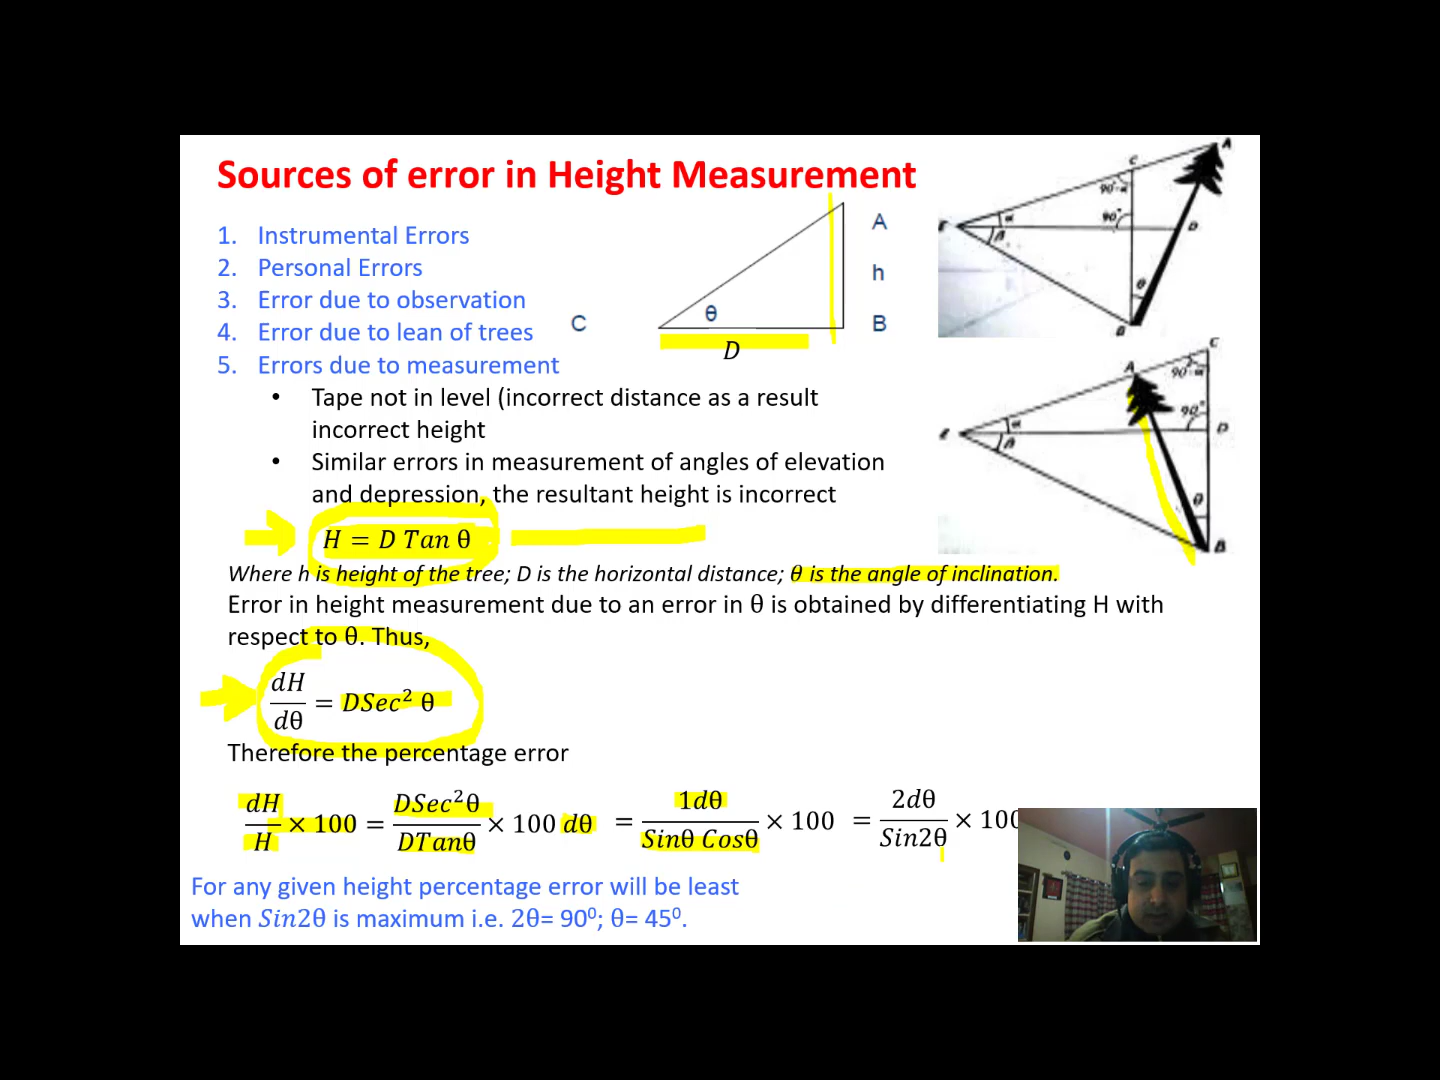 Sources of error in Height Measurement
1. Instrumental Errors
2. Personal Errors
3. Error due to observation
4. Error due to lean of trees
5. Errors due to measurement
• Tape not in level (incorrect distance as a result
incorrect height
• Similar errors in measurement of angles of elevation
and depression, the resultant height is incorrect
A
h
C
θ
B
D
C
A
90°-α
90°
α
β
D
θ
C
A
90-α
90°
α
β
D
θ
B
H = D Tan θ
Where h is height of the tree; D is the horizontal distance; θ is the angle of inclination.
Error in height measurement due to an error in θ is obtained by differentiating H with
respect to θ. Thus,
dH/dθ = DSec² θ
Therefore the percentage error
dH/H × 100 = DSec²θ/DTanθ × 100 dθ = 1dθ/Sinθ Cosθ × 100 = 2dθ/Sin2θ × 100
For any given height percentage error will be least
when Sin2θ is maximum i.e. 2θ= 90⁰; θ= 45⁰.